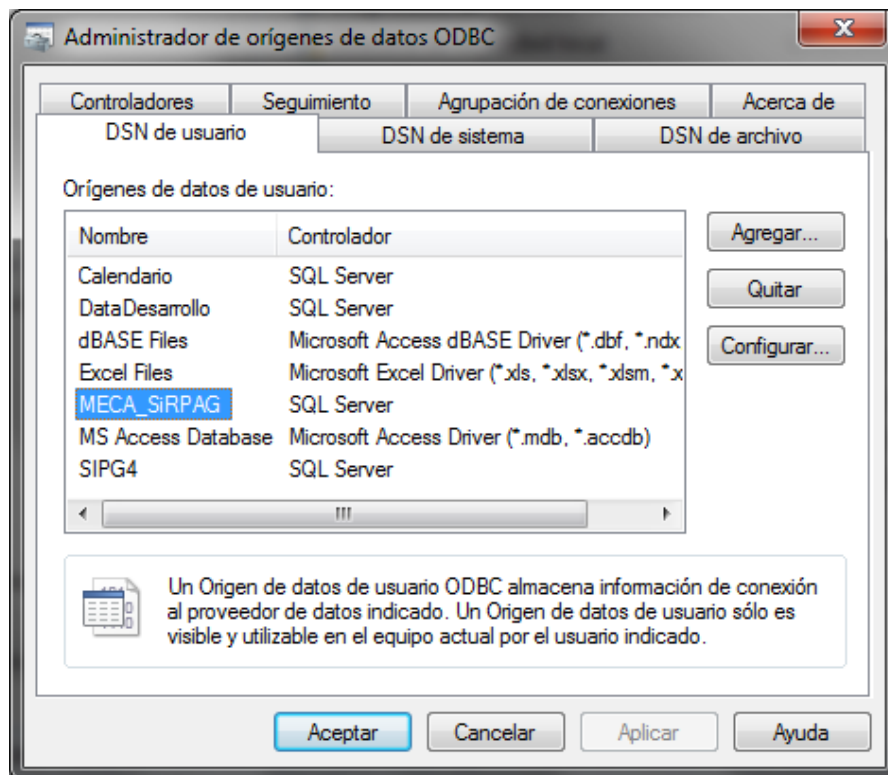 Administrador de orígenes de datos ODBC
Controladores Seguimiento Agrupación de conexiones Acerca de
DSN de usuario DSN de sistema DSN de archivo
Orígenes de datos de usuario:
Nombre Controlador
Calendario SQL Server
DataDesarrollo SQL Server
dBASE Files Microsoft Access dBASE Driver (*.dbf, *.ndx
Excel Files Microsoft Excel Driver (*.xls, *.xlsx, *.xlsm, *.x
MECA_SiRPAG SQL Server
MS Access Database Microsoft Access Driver (*.mdb, *.accdb)
SIPG4 SQL Server
Agregar...
Quitar
Configurar...
Un Origen de datos de usuario ODBC almacena información de conexión
al proveedor de datos indicado. Un Origen de datos de usuario sólo es
visible y utilizable en el equipo actual por el usuario indicado.
Aceptar Cancelar Aplicar Ayuda